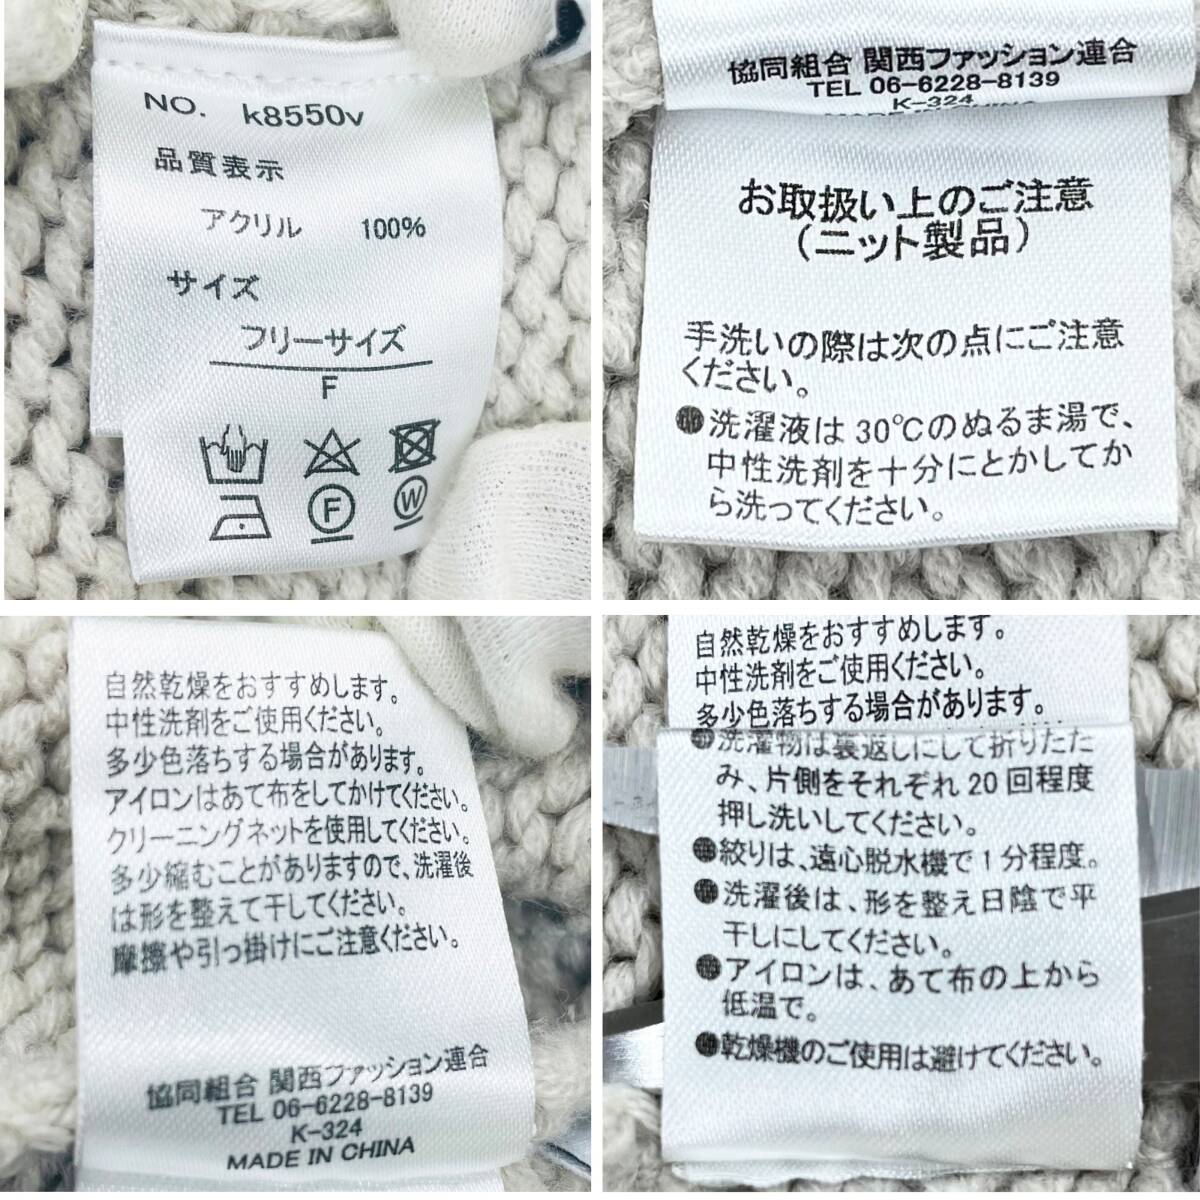 NO. k8550v
品質表示
アクリル 100%
サイズ
フリーサイズ
F
F
W
協同組合 関西ファッション連合
TEL 06-6228-8139
K-324
お取扱い上のご注意
(ニット製品)
手洗いの際は次の点にご注意
ください。
●洗濯液は30℃のぬるま湯で、
中性洗剤を十分にとかしてか
ら洗ってください。
自然乾燥をおすすめします。
中性洗剤をご使用ください。
多少色落ちする場合があります。
アイロンはあて布をしてかけてください。
クリーニングネットを使用してください。
多少縮むことがありますので、洗濯後
は形を整えて干してください。
摩擦や引っ掛けにご注意ください。
協同組合 関西ファッション連合
TEL 06-6228-8139
K-324
MADE IN CHINA
自然乾燥をおすすめします。
中性洗剤をご使用ください。
多少色落ちする場合があります。
●洗濯物は裏返しにして折りたた
み、片側をそれぞれ20回程度
押し洗いしてください。
●絞りは、遠心脱水機で1分程度。
●洗濯後は、形を整え日陰で平
干しにしてください。
●アイロンは、あて布の上から
低温で。
●乾燥機のご使用は避けてください。